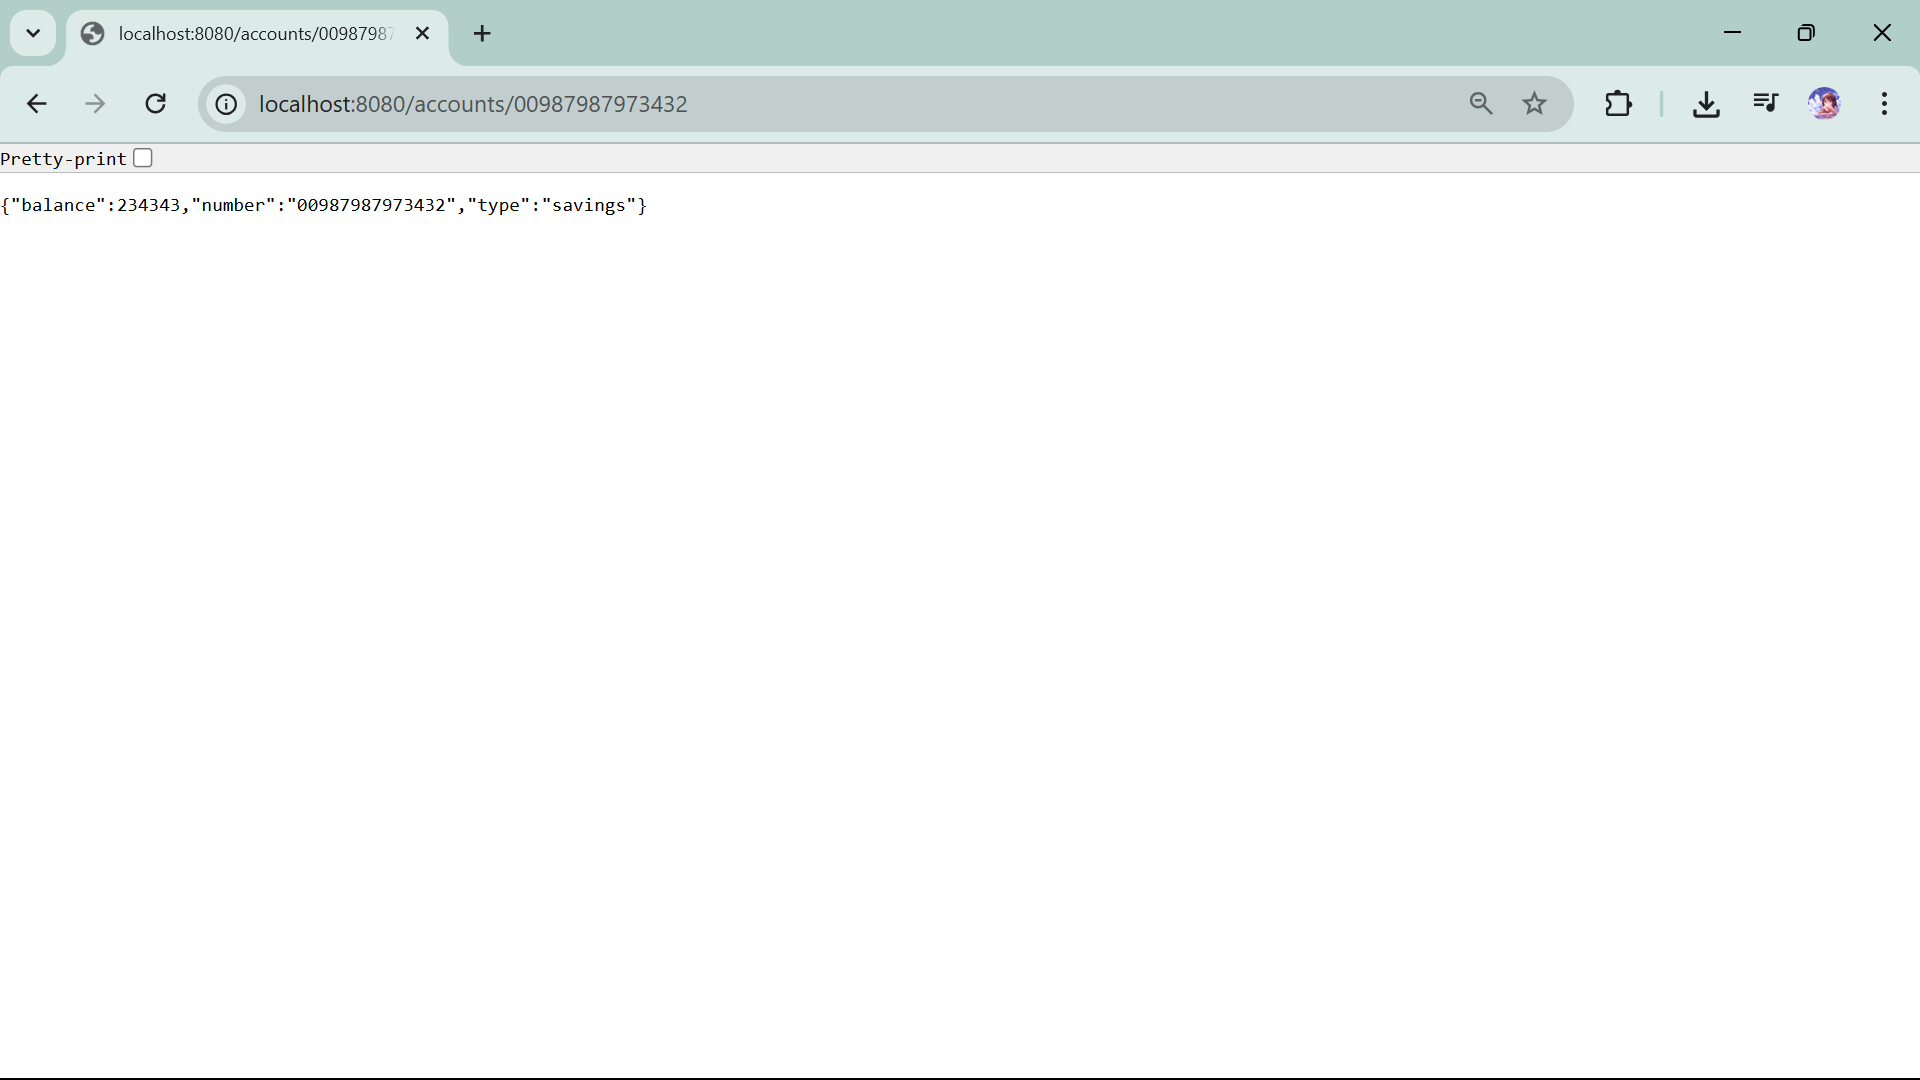 localhost:8080/accounts/0098798
localhost:8080/accounts/00987987973432
Pretty-print
{"balance":234343,"number":"00987987973432","type":"savings"}